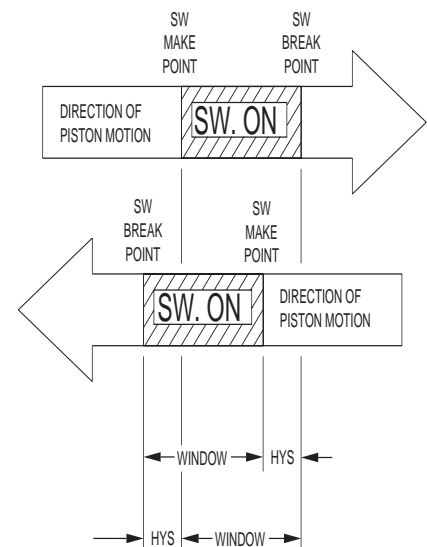 SW
MAKE
POINT
SW
BREAK
POINT
DIRECTION OF
PISTON MOTION
SW. ON
SW
BREAK
POINT
SW
MAKE
POINT
SW. ON
DIRECTION OF
PISTON MOTION
WINDOW HYS
HYS WINDOW